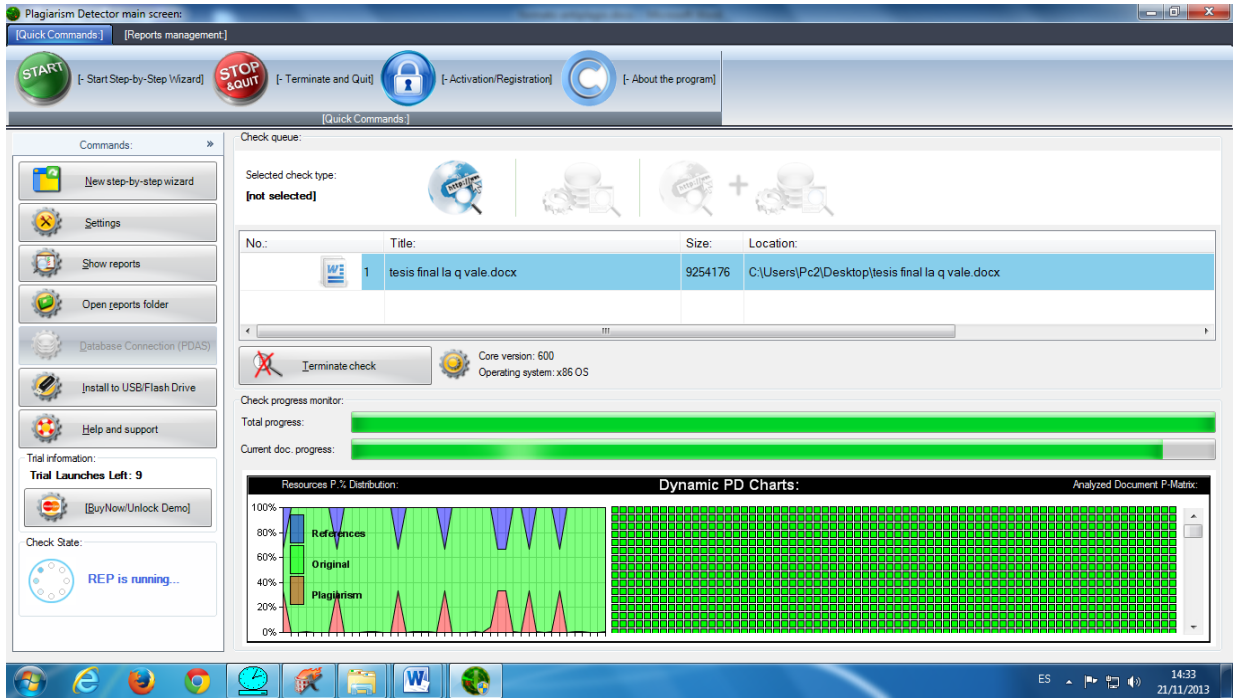 Plagiarism Detector main screen:
[Quick Commands:] [Reports management:]
START [- Start Step-by-Step Wizard] STOP &QUIT [- Terminate and Quit] [- Activation/Registration] [- About the program]
[Quick Commands:]
Commands: »
New step-by-step wizard
Settings
Show reports
Open reports folder
Database Connection (PDAS)
Install to USB/Flash Drive
Help and support
Trial information:
Trial Launches Left: 9
[BuyNow/Unlock Demo]
Check State:
REP is running...
Check queue:
Selected check type:
[not selected]
No.: Title: Size: Location:
1 tesis final la q vale.docx 9254176 C:\Users\Pc2\Desktop\tesis final la q vale.docx
Terminate check
Core version: 600
Operating system: x86 OS
Check progress monitor:
Total progress:
Current doc. progress:
Resources P.% Distribution: Dynamic PD Charts: Analyzed Document P-Matrix:
100%
80%
60%
40%
20%
0%
References
Original
Plagiarism
ES 14:33
21/11/2013